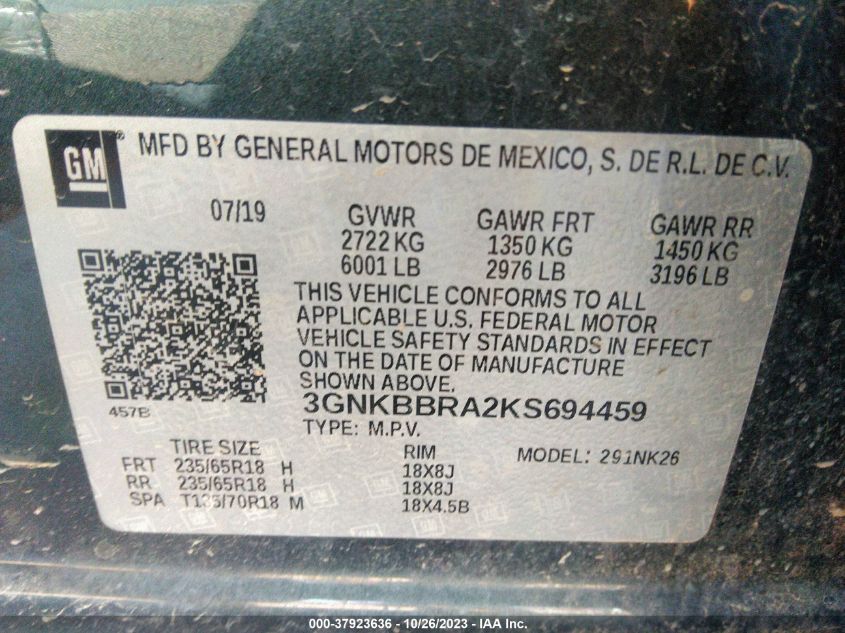 GM®
MFD BY GENERAL MOTORS DE MEXICO, S. DE R.L. DE C.V.
07/19 GVWR GAWR FRT GAWR RR
2722 KG 1350 KG 1450 KG
6001 LB 2976 LB 3196 LB
THIS VEHICLE CONFORMS TO ALL
APPLICABLE U.S. FEDERAL MOTOR
VEHICLE SAFETY STANDARDS IN EFFECT
ON THE DATE OF MANUFACTURE
SHOWN ABOVE.
457B
3GNKBBRA2KS694459
TYPE: M.P.V.
TIRE SIZE RIM MODEL: 291NK26
FRT 235/65R18 H 18X8J
RR 235/65R18 H 18X8J
SPA T135/70R18 M 18X4.5B
000-37923636 - 10/26/2023 - IAA Inc.